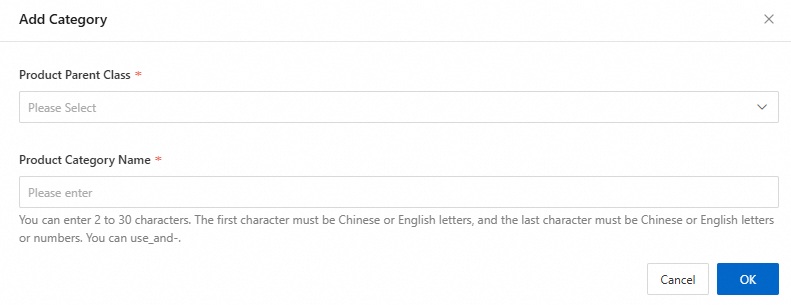 Add Category
Product Parent Class *
Please Select
Product Category Name *
Please enter
You can enter 2 to 30 characters. The first character must be Chinese or English letters, and the last character must be Chinese or English letters
or numbers. You can use_and-.
Cancel
OK